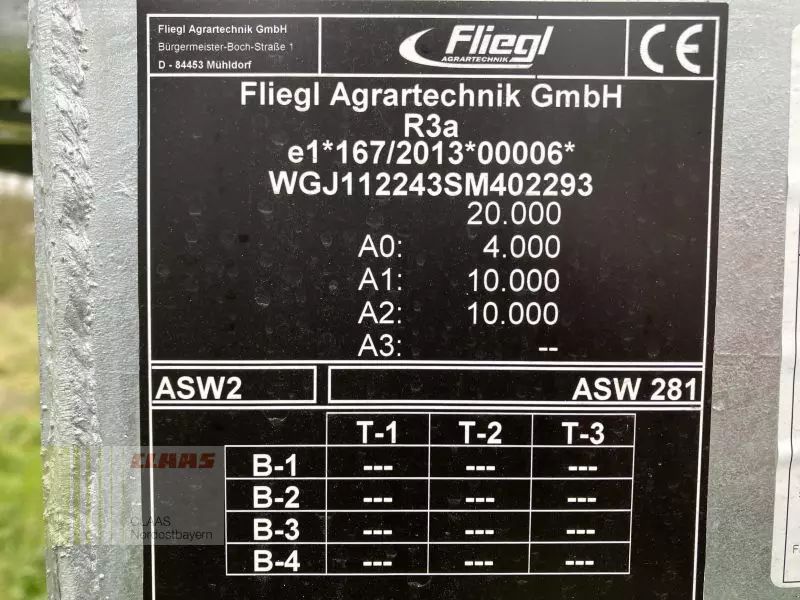 Fliegl Agrartechnik GmbH
Bürgermeister-Boch-Straße 1
D - 84453 Mühldorf
Fliegl
AGRARTECHNIK
CE
Fliegl Agrartechnik GmbH
R3a
e1*167/2013*00006*
WGJ112243SM402293
20.000
A0: 4.000
A1: 10.000
A2: 10.000
A3: --
ASW2 ASW 281
T-1 T-2 T-3
B-1 --- --- ---
B-2 --- --- ---
B-3 --- --- ---
B-4 --- --- ---
CLAAS
CLAAS
Nordostbayern